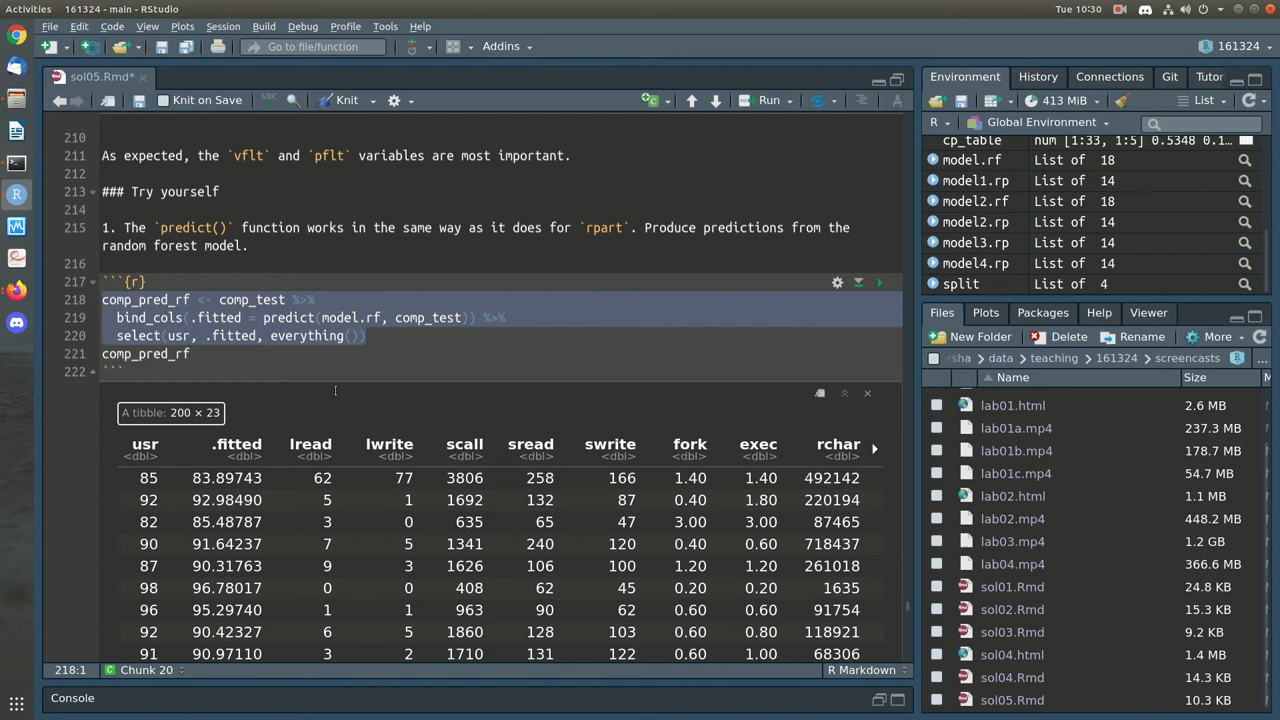 Activities 161324 - main - RStudio Tue 10:30
File Edit Code View Plots Session Build Debug Profile Tools Help
Go to file/function Addins 161324
sol05.Rmd*
Knit on Save Knit Run
210
211 As expected, the `vflt` and `pflt` variables are most important.
212
213 ### Try yourself
214
215 1. The `predict()` function works in the same way as it does for `rpart`. Produce predictions from the
random forest model.
216
217 ```{r}
218 comp_pred_rf <- comp_test %>%
219 bind_cols(.fitted = predict(model.rf, comp_test)) %>%
220 select(usr, .fitted, everything())
221 comp_pred_rf
222 ```
A tibble: 200 × 23
usr .fitted lread lwrite scall sread swrite fork exec rchar
<dbl> <dbl> <dbl> <dbl> <dbl> <dbl> <dbl> <dbl> <dbl> <dbl>
85 83.89743 62 77 3806 258 166 1.40 1.40 492142
92 92.98490 5 1 1692 132 87 0.40 1.80 220194
82 85.48787 3 0 635 65 47 3.00 3.00 87465
90 91.64237 7 5 1341 240 120 0.40 0.60 718437
87 90.31763 9 3 1626 106 100 1.20 1.20 261018
98 96.78017 0 0 408 62 45 0.20 0.20 1635
96 95.29740 1 1 963 90 62 0.60 0.60 91754
92 90.42327 6 5 1860 128 103 0.60 0.80 118921
91 90.97110 3 2 1710 131 122 0.60 1.00 68306
218:1 Chunk 20 R Markdown
Console
Environment History Connections Git Tutor
413 MiB List
R Global Environment
cp_table num [1:33, 1:5] 0.5348 0.1...
model.rf List of 18
model1.rp List of 14
model2.rf List of 18
model2.rp List of 14
model3.rp List of 14
model4.rp List of 14
split List of 4
Files Plots Packages Help Viewer
New Folder Delete Rename More
rsha data teaching 161324 screencasts ...
Name Size
lab01.html 2.6 MB
lab01a.mp4 237.3 MB
lab01b.mp4 178.7 MB
lab01c.mp4 54.7 MB
lab02.html 1.1 MB
lab02.mp4 448.2 MB
lab03.mp4 1.2 GB
lab04.mp4 366.6 MB
sol01.Rmd 24.8 KB
sol02.Rmd 15.3 KB
sol03.Rmd 9.2 KB
sol04.html 1.4 MB
sol04.Rmd 14.3 KB
sol05.Rmd 10.3 KB